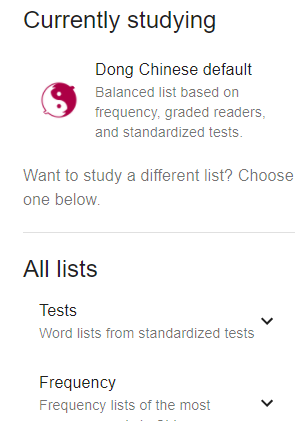 Currently studying
Dong Chinese default
Balanced list based on
frequency, graded readers,
and standardized tests.
Want to study a different list? Choose
one below.
All lists
Tests
Word lists from standardized tests
Frequency
Frequency lists of the most